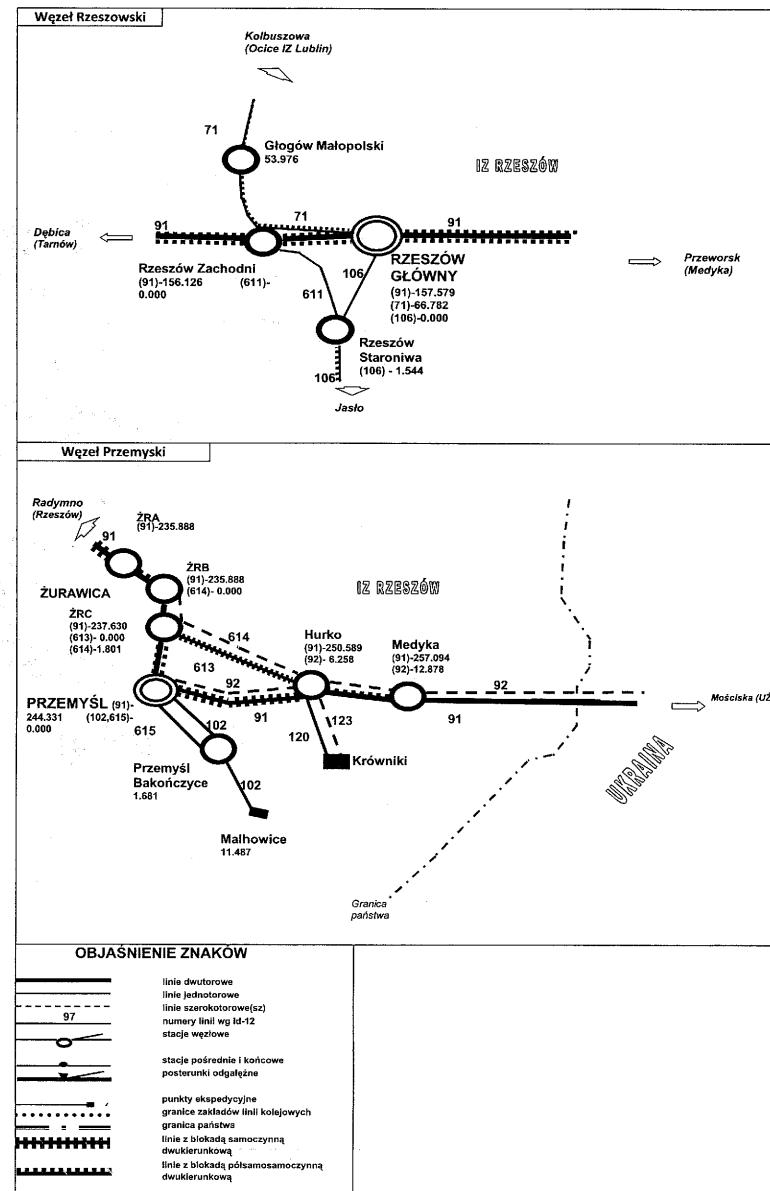 Węzeł Rzeszowski
Kolbuszowa
(Ocice IZ Lublin)
71
Głogów Małopolski
53.976
IZ RZESZÓW
91
71
91
Dębica
(Tarnów)
Rzeszów Zachodni
(91)-156.126 (611)-
0.000
106
611
RZESZÓW
GŁÓWNY
(91)-157.579
(71)-66.782
(106)-0.000
Przeworsk
(Medyka)
Rzeszów
Staroniwa
(106) - 1.544
106
Jasło
Węzeł Przemyski
Radymno
(Rzeszów)
91
ŻRA
(91)-235.888
ŻRB
(91)-235.888
(614)- 0.000
IZ RZESZÓW
ŻURAWICA
ŻRC
(91)-237.630
(613)- 0.000
(614)-1.801
614
613
Hurko
(91)-250.589
(92)- 6.258
Medyka
(91)-257.094
(92)-12.878
92
92
91
91
Mościska (UŻ
PRZEMYŚL (91)-
244.331 (102,615)-
0.000
615
102
120
123
Krówniki
Przemyśl
Bakończyce
1.681
102
Malhowice
11.487
UKRAINA
Granica
państwa
OBJAŚNIENIE ZNAKÓW
linie dwutorowe
linie jednotorowe
linie szerokotorowe(sz)
97
numery linii wg Id-12
stacje węzłowe
stacje pośrednie i końcowe
posterunki odgałęźne
punkty ekspedycyjne
granice zakładów linii kolejowych
granica państwa
linie z blokadą samoczynną
dwukierunkową
linie z blokadą półsamosamoczynną
dwukierunkową